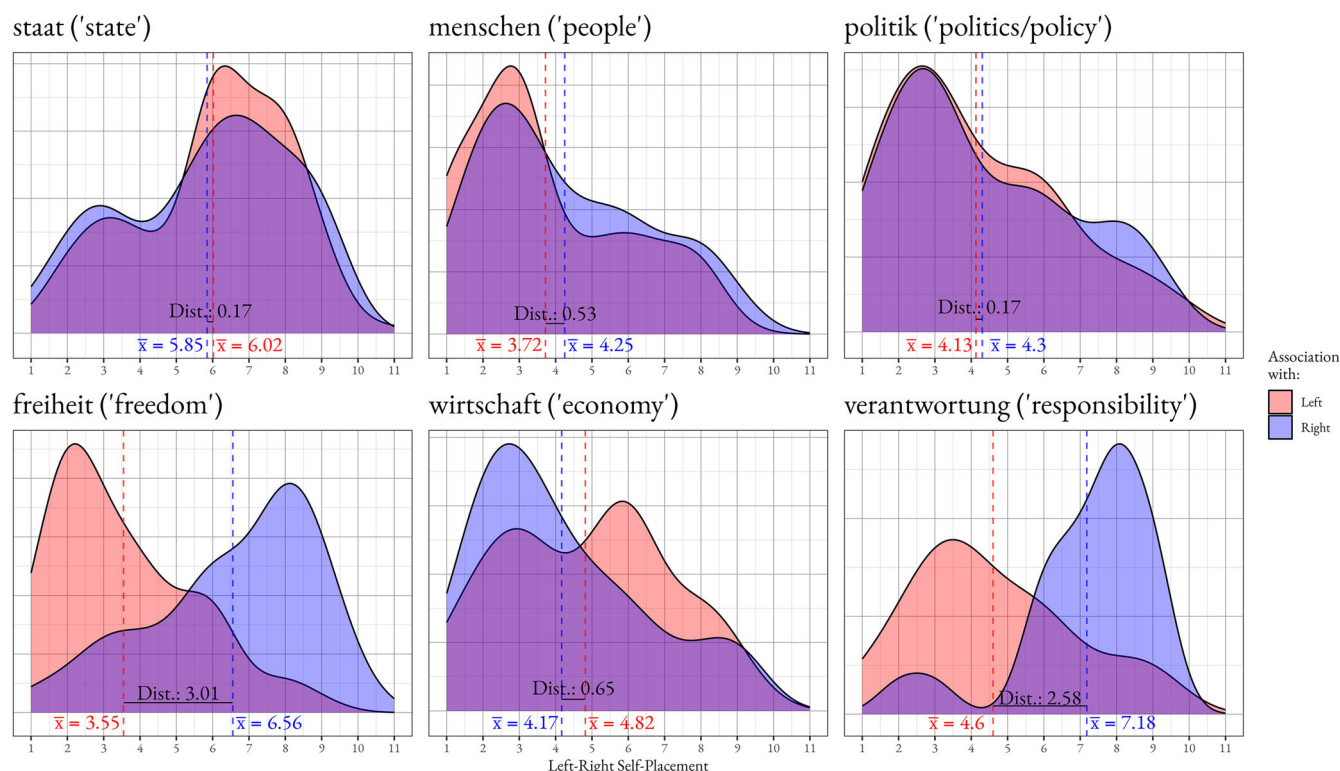 staat ('state')
Dist.: 0.17
x̄ = 5.85
x̄ = 6.02
1 2 3 4 5 6 7 8 9 10 11
menschen ('people')
Dist.: 0.53
x̄ = 3.72
x̄ = 4.25
1 2 3 4 5 6 7 8 9 10 11
politik ('politics/policy')
Dist.: 0.17
x̄ = 4.13
x̄ = 4.3
1 2 3 4 5 6 7 8 9 10 11
freiheit ('freedom')
Dist.: 3.01
x̄ = 3.55
x̄ = 6.56
1 2 3 4 5 6 7 8 9 10 11
wirtschaft ('economy')
Dist.: 0.65
x̄ = 4.17
x̄ = 4.82
1 2 3 4 5 6 7 8 9 10 11
verantwortung ('responsibility')
Dist.: 2.58
x̄ = 4.6
x̄ = 7.18
1 2 3 4 5 6 7 8 9 10 11
Left-Right Self-Placement
Association
with:
Left
Right